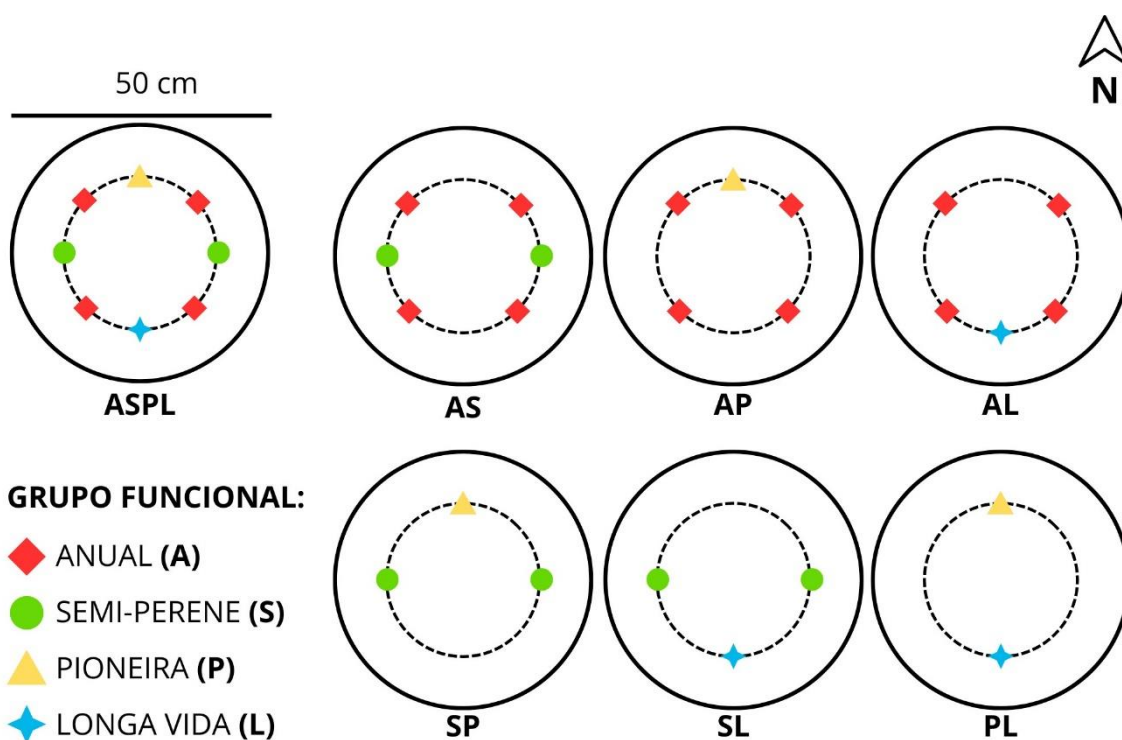 50 cm
N
ASPL
AS
AP
AL
GRUPO FUNCIONAL:
ANUAL (A)
SEMI-PERENE (S)
PIONEIRA (P)
LONGA VIDA (L)
SP
SL
PL